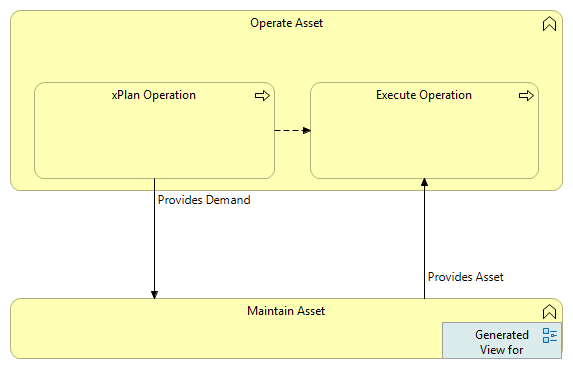 Operate Asset
xPlan Operation
Execute Operation
Provides Demand
Provides Asset
Maintain Asset
Generated
View for